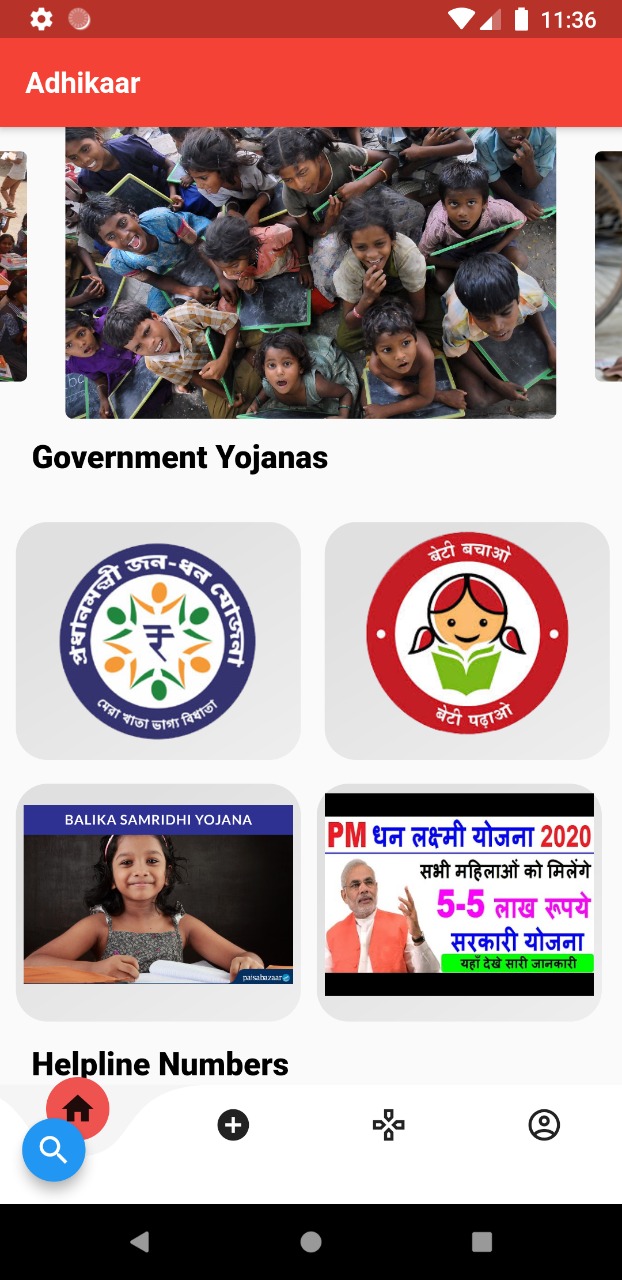 11:36
Adhikaar
Government Yojanas
प्रधानमन्त्री जन-धन योजना
মেরা খাতা ভাগ্য বিধাতা
बेटी बचाओ
बेटी पढ़ाओ
BALIKA SAMRIDHI YOJANA
paisabazaar
PM धन लक्ष्मी योजना 2020
सभी महिलाओं को मिलेंगे
5-5 लाख रूपये
सरकारी योजना
यहाँ देखे सारी जानकारी
Helpline Numbers